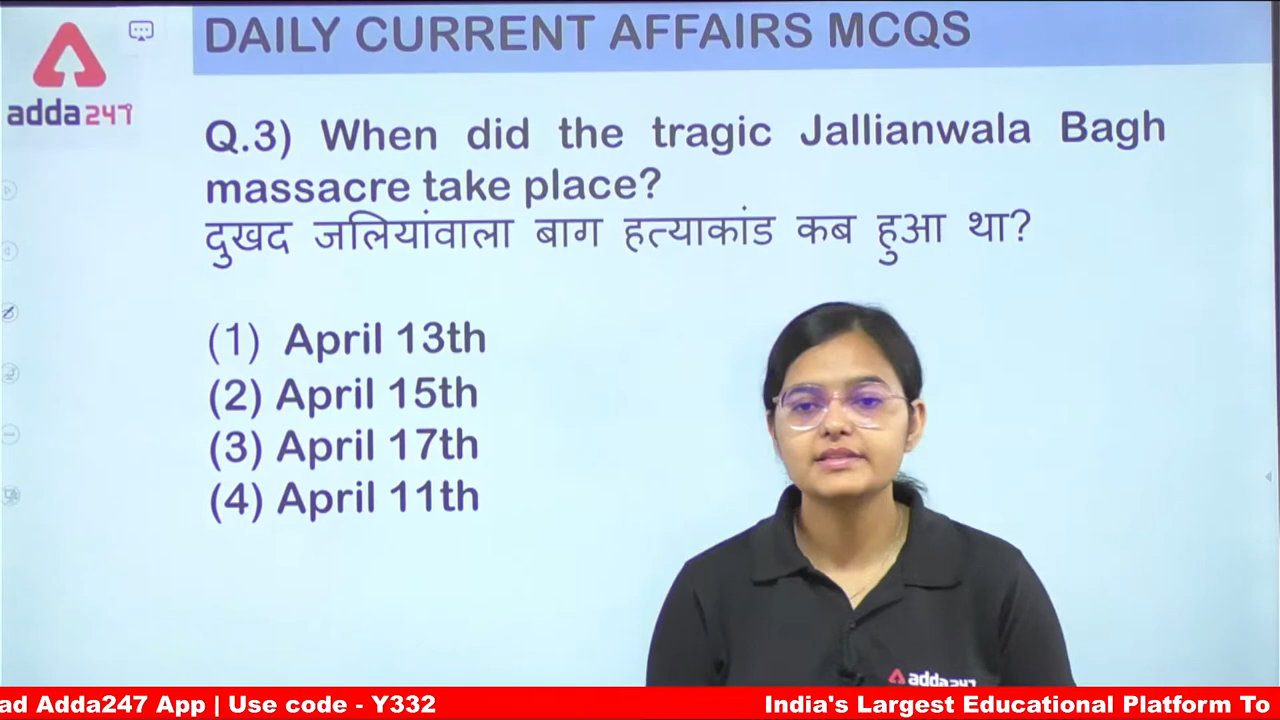 DAILY CURRENT AFFAIRS MCQS
adda247
Q.3) When did the tragic Jallianwala Bagh
massacre take place?
दुखद जलियांवाला बाग हत्याकांड कब हुआ था?
(1) April 13th
(2) April 15th
(3) April 17th
(4) April 11th
adda247
ad Adda247 App | Use code - Y332
India's Largest Educational Platform To